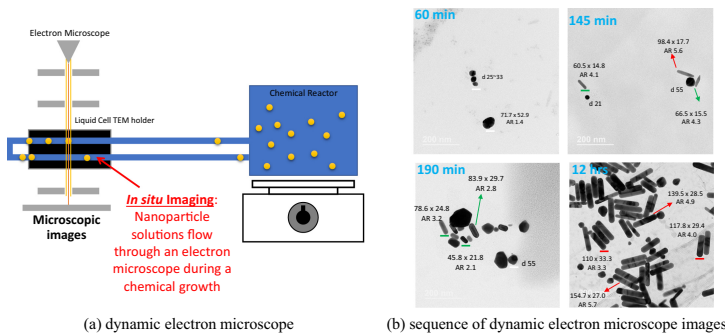 (a)
Electron Microscope
Liquid Cell TEM holder
Chemical Reactor
Microscopic
images
In situ Imaging:
Nanoparticle
solutions flow
through an electron
microscope during a
chemical growth
(a) dynamic electron microscope
(b)
60 min
d 25~33
71.7 x 52.9
AR 1.4
200 nm
145 min
98.4 x 17.7
AR 5.6
60.5 x 14.8
AR 4.1
d 55
d 21
66.5 x 15.5
AR 4.3
200 nm
190 min
83.9 x 29.7
AR 2.8
78.6 x 24.8
AR 3.2
45.8 x 21.8
AR 2.1
d 55
12 hrs
139.5 x 28.5
AR 4.9
117.8 x 29.4
AR 4.0
110 x 33.3
AR 3.3
154.7 x 27.0
AR 5.7
(b) sequence of dynamic electron microscope images